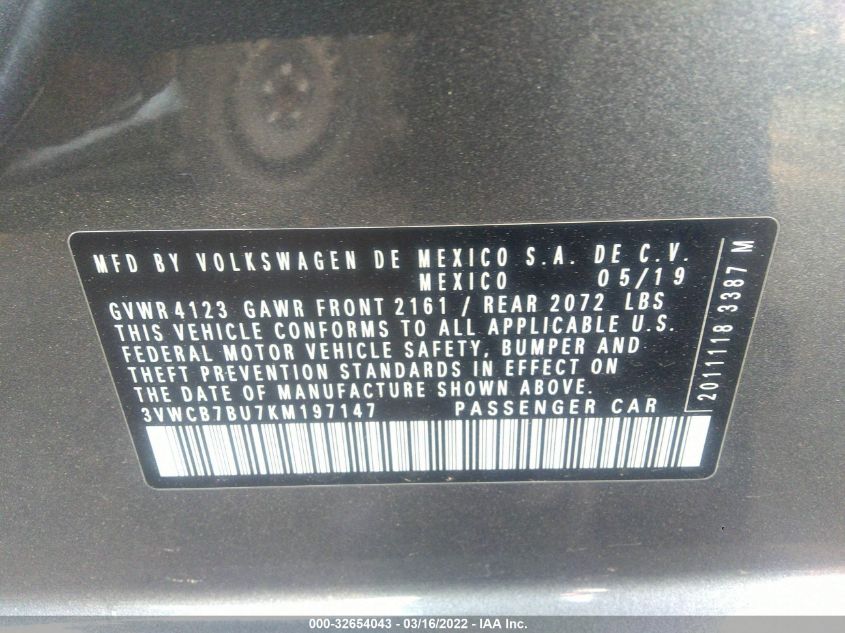 MFD BY VOLKSWAGEN DE MEXICO S.A. DE C.V.
MEXICO 05/19
GVWR 4123 GAWR FRONT 2161 / REAR 2072 LBS
THIS VEHICLE CONFORMS TO ALL APPLICABLE U.S.
FEDERAL MOTOR VEHICLE SAFETY, BUMPER AND
THEFT PREVENTION STANDARDS IN EFFECT ON
THE DATE OF MANUFACTURE SHOWN ABOVE.
3VWCB7BU7KM197147 PASSENGER CAR
2011118 3387 M
000-32654043 - 03/16/2022 - IAA Inc.